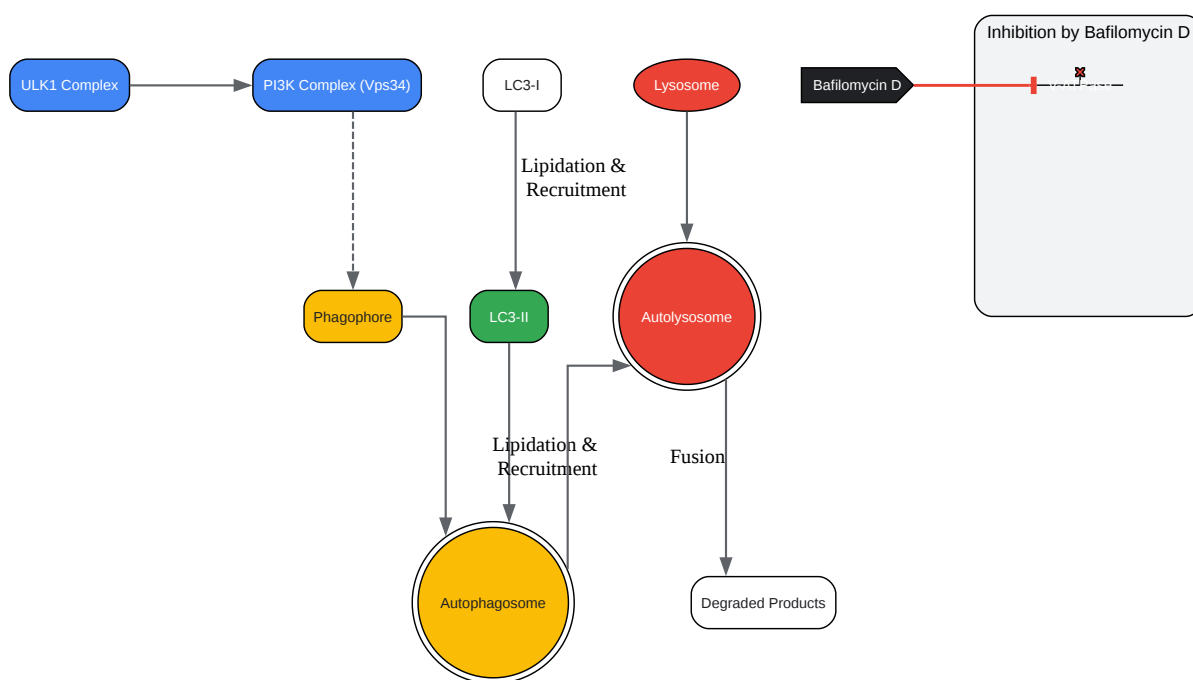 Inhibition by Bafilomycin D
ULK1 Complex
PI3K Complex (Vps34)
LC3-I
Lysosome
Bafilomycin D
Lipidation &
Recruitment
Phagophore
LC3-II
Autolysosome
Lipidation &
Recruitment
Fusion
Autophagosome
Degraded Products